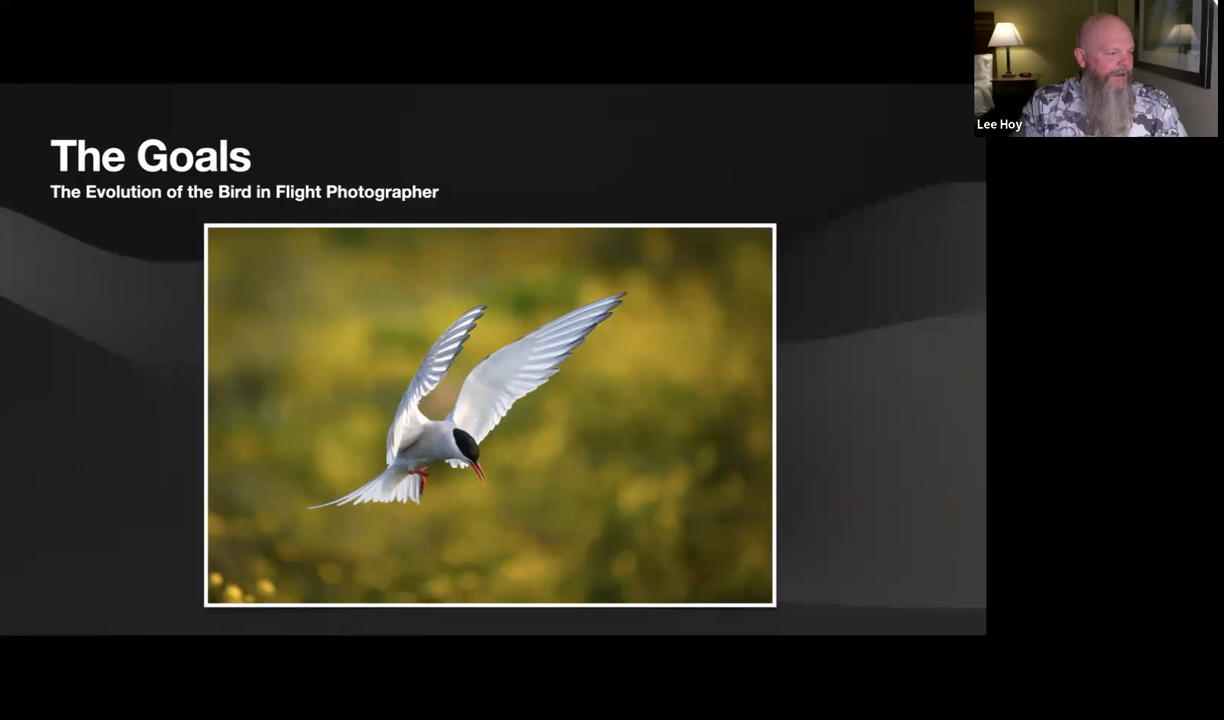 The Goals
The Evolution of the Bird in Flight Photographer
Lee Hoy